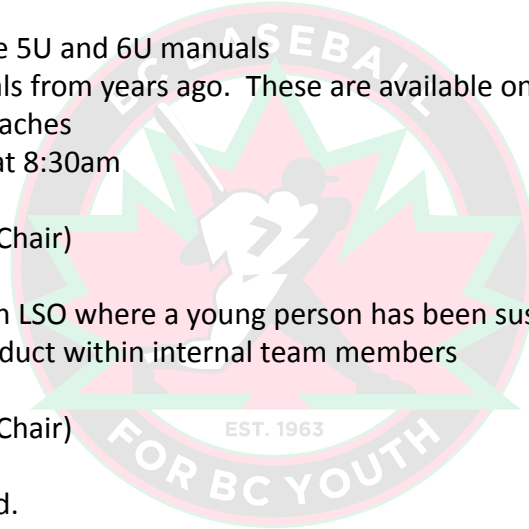 BC BASEBALL
e 5U and 6U manuals
als from years ago.  These are available on
aches
at 8:30am
Chair)
n LSO where a young person has been sus
duct within internal team members
Chair)
EST. 1963
FOR BC YOUTH
d.